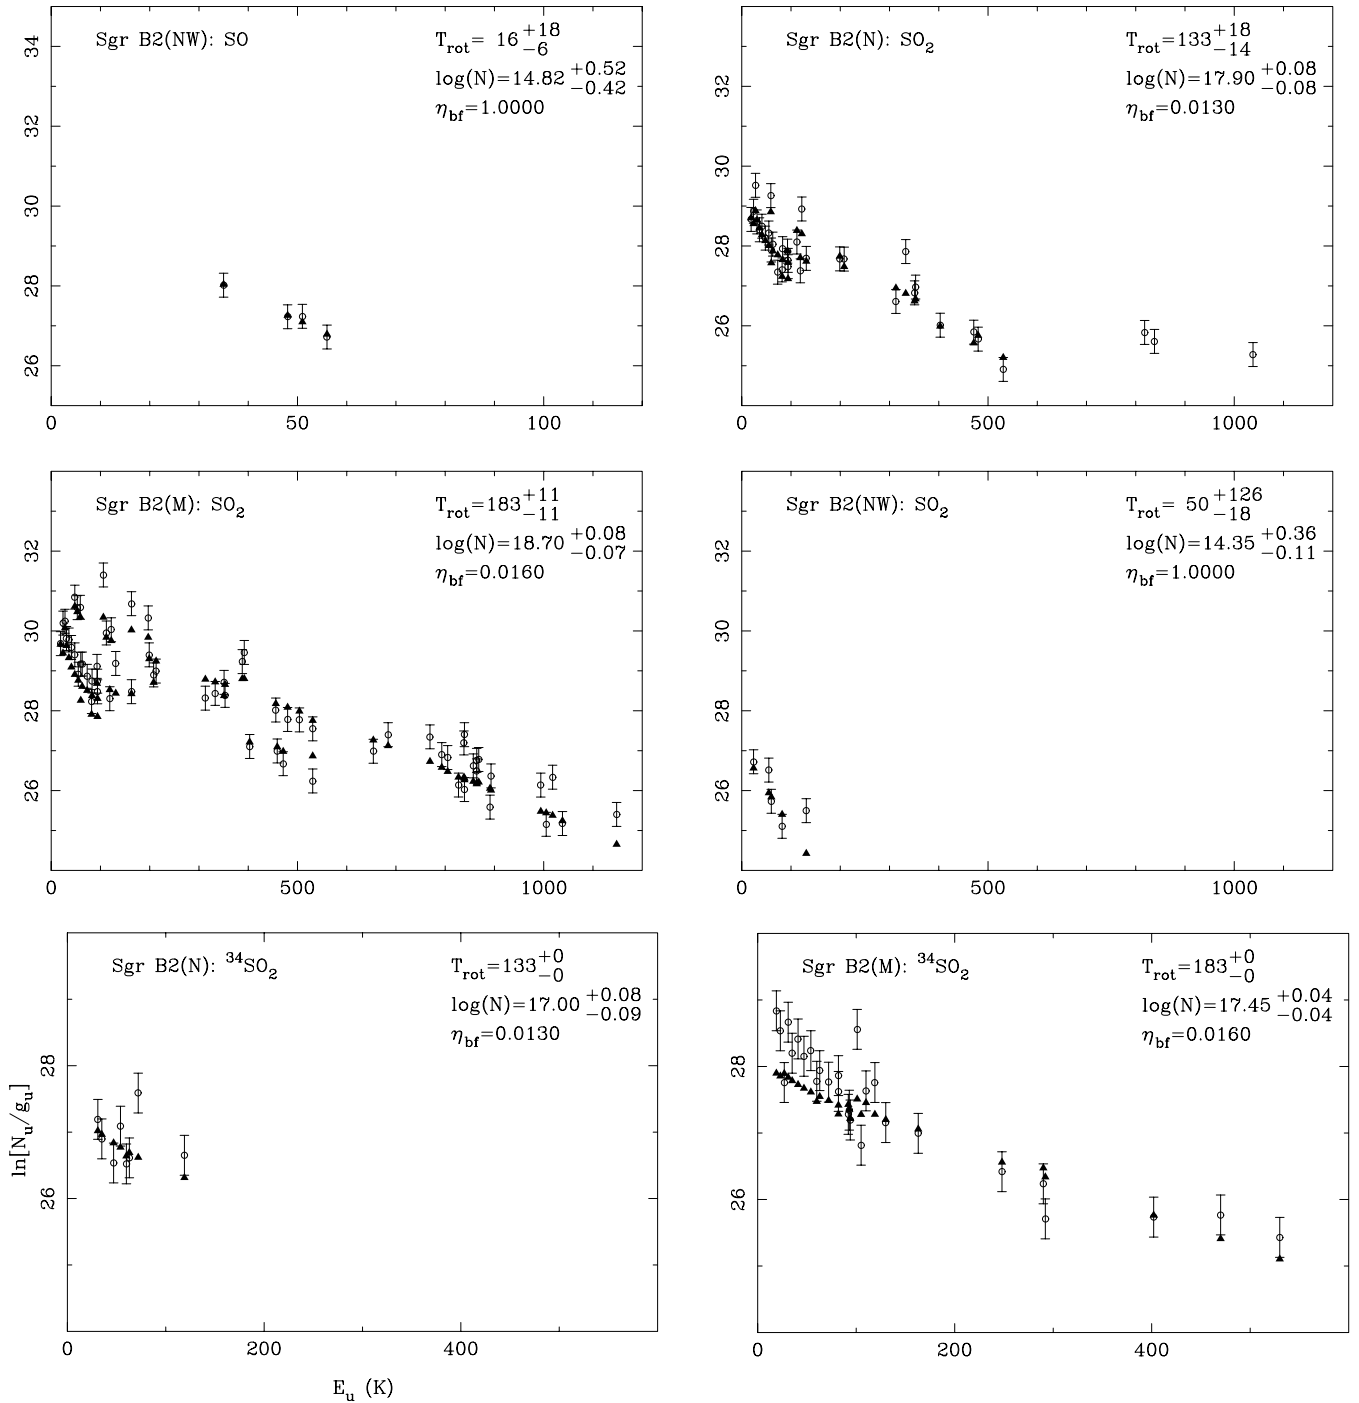 Sgr B2(NW): SO
T_rot= 16 +18 −6
log(N)=14.82 +0.52 −0.42
η_bf=1.0000
34
32
30
28
26
0 50 100
Sgr B2(N): SO₂
T_rot=133 +18 −14
log(N)=17.90 +0.08 −0.08
η_bf=0.0130
32
30
28
26
0 500 1000
Sgr B2(M): SO₂
T_rot=183 +11 −11
log(N)=18.70 +0.08 −0.07
η_bf=0.0160
32
30
28
26
0 500 1000
Sgr B2(NW): SO₂
T_rot= 50 +126 −18
log(N)=14.35 +0.36 −0.11
η_bf=1.0000
32
30
28
26
0 500 1000
Sgr B2(N): ³⁴SO₂
T_rot=133 +0 −0
log(N)=17.00 +0.08 −0.09
η_bf=0.0130
28
26
ln[N_u/g_u]
0 200 400
E_u (K)
Sgr B2(M): ³⁴SO₂
T_rot=183 +0 −0
log(N)=17.45 +0.04 −0.04
η_bf=0.0160
28
26
0 200 400